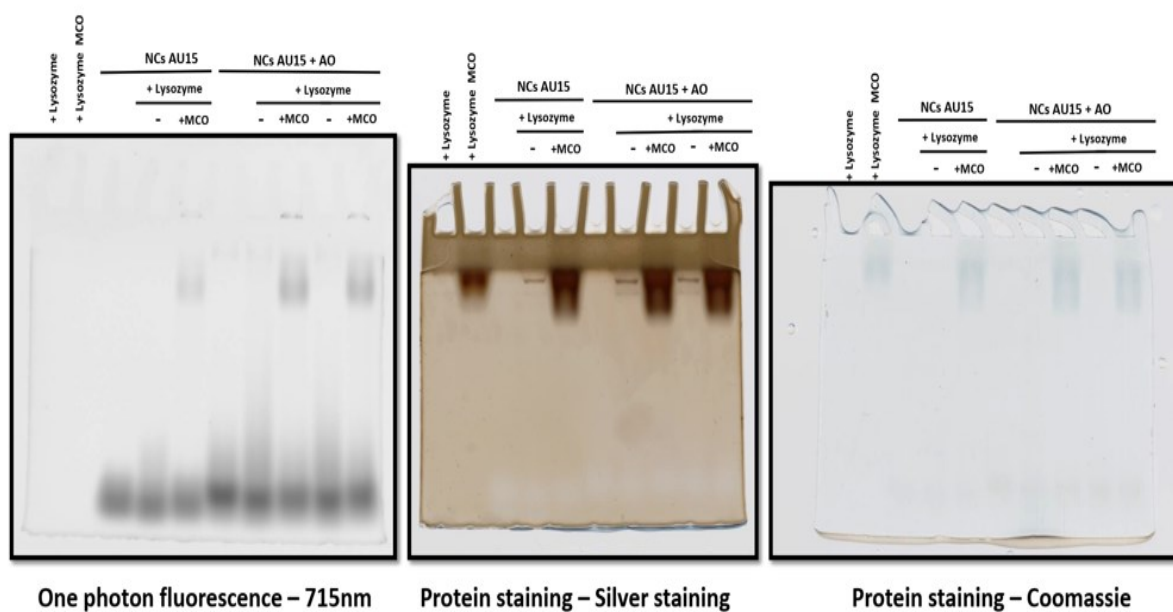 + Lysozyme
+ Lysozyme MCO
NCs AU15
NCs AU15 + AO
+ Lysozyme
+ Lysozyme
-
+MCO
-
+MCO
-
+MCO
One photon fluorescence – 715nm
+ Lysozyme
+ Lysozyme MCO
NCs AU15
NCs AU15 + AO
+ Lysozyme
+ Lysozyme
-
+MCO
-
+MCO
-
+MCO
Protein staining – Silver staining
+ Lysozyme
+ Lysozyme MCO
NCs AU15
NCs AU15 + AO
+ Lysozyme
+ Lysozyme
-
+MCO
-
+MCO
-
+MCO
Protein staining – Coomassie